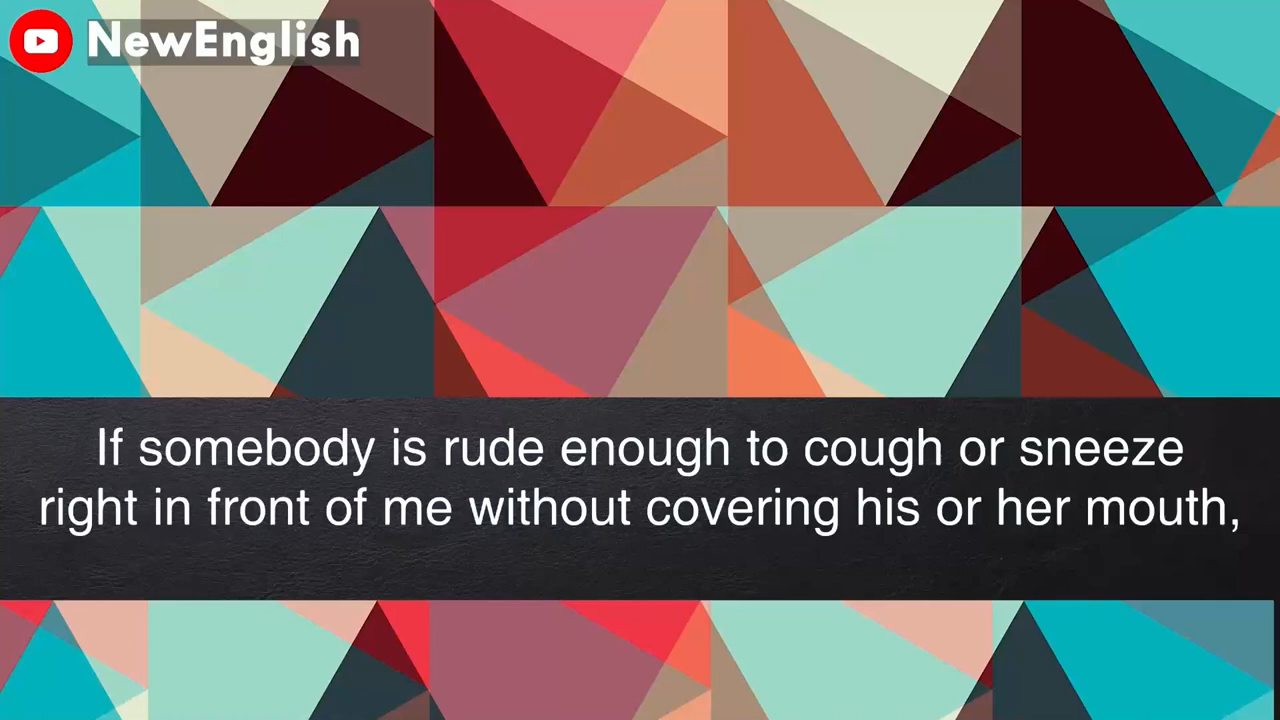 NewEnglish
If somebody is rude enough to cough or sneeze
right in front of me without covering his or her mouth,